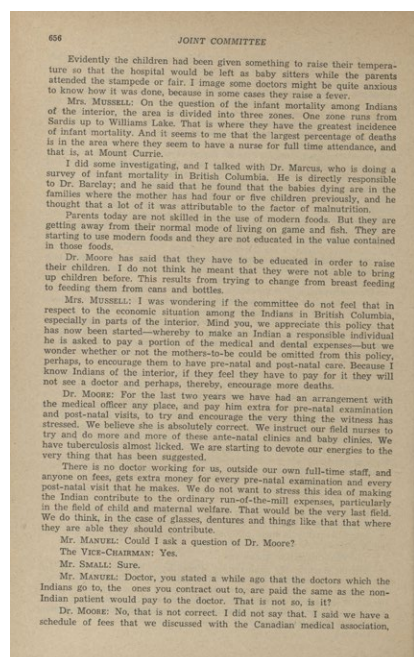 656
JOINT COMMITTEE
Evidently the children had been given something to raise their tempera-
ture so that the hospital would be left as baby sitters while the parents
attended the stampede or fair. I image some doctors might be quite anxious
to know how it was done, because in some cases they raise a fever.
Mrs. MUSSELL: On the question of the infant mortality among Indians
of the interior, the area is divided into three zones. One zone runs from
Sardis up to Williams Lake. That is where they have the greatest incidence
of infant mortality. And it seems to me that the largest percentage of deaths
is in the area where they seem to have a nurse for full time attendance, and
that is, at Mount Currie.
I did some investigating, and I talked with Dr. Marcus, who is doing a
survey of infant mortality in British Columbia. He is directly responsible
to Dr. Barclay; and he said that he found that the babies dying are in the
families where the mother has had four or five children previously, and he
thought that a lot of it was attributable to the factor of malnutrition.
Parents today are not skilled in the use of modern foods. But they are
getting away from their normal mode of living on game and fish. They are
starting to use modern foods and they are not educated in the value contained
in those foods.
Dr. Moore has said that they have to be educated in order to raise
their children. I do not think he meant that they were not able to bring
up children before. This results from trying to change from breast feeding
to feeding them from cans and bottles.
Mrs. MUSSELL: I was wondering if the committee do not feel that in
respect to the economic situation among the Indians in British Columbia,
especially in parts of the interior. Mind you, we appreciate this policy that
has now been started—whereby to make an Indian a responsible individual
he is asked to pay a portion of the medical and dental expenses—but we
wonder whether or not the mothers-to-be could be omitted from this policy,
perhaps, to encourage them to have pre-natal and post-natal care. Because I
know Indians of the interior, if they feel they have to pay for it they will
not see a doctor and perhaps, thereby, encourage more deaths.
Dr. MOORE: For the last two years we have had an arrangement with
the medical officer any place, and pay him extra for pre-natal examination
and post-natal visits, to try and encourage the very thing the witness has
stressed. We believe she is absolutely correct. We instruct our field nurses to
try and do more and more of these ante-natal clinics and baby clinics. We
have tuberculosis almost licked. We are starting to devote our energies to the
very thing that has been suggested.
There is no doctor working for us, outside our own full-time staff, and
anyone on fees, gets extra money for every pre-natal examination and every
post-natal visit that he makes. We do not want to stress this idea of making
the Indian contribute to the ordinary run-of-the-mill expenses, particularly
in the field of child and maternal welfare. That would be the very last field.
We do think, in the case of glasses, dentures and things like that that where
they are able they should contribute.
Mr. MANUEL: Could I ask a question of Dr. Moore?
The VICE-CHAIRMAN: Yes.
Mr. SMALL: Sure.
Mr. MANUEL: Doctor, you stated a while ago that the doctors which the
Indians go to, the ones you contract out to, are paid the same as the non-
Indian patient would pay to the doctor. That is not so, is it?
Dr. MOORE: No, that is not correct. I did not say that. I said we have a
schedule of fees that we discussed with the Canadian medical association,